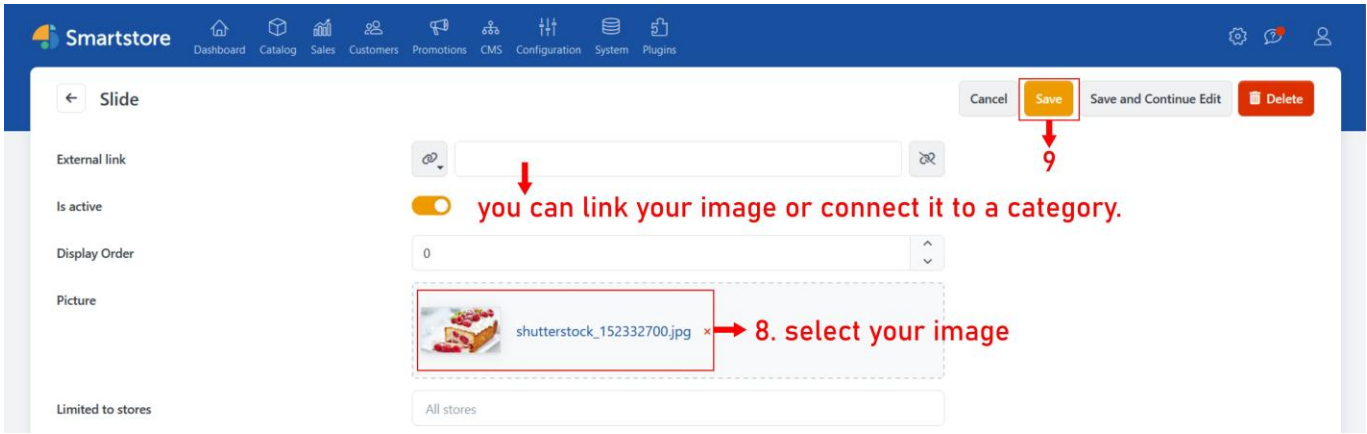 Smartstore
Dashboard Catalog Sales Customers Promotions CMS Configuration System Plugins
Slide
Cancel Save Save and Continue Edit Delete
External link
9
Is active
you can link your image or connect it to a category.
Display Order
0
Picture
shutterstock_152332700.jpg ×
8. select your image
Limited to stores
All stores